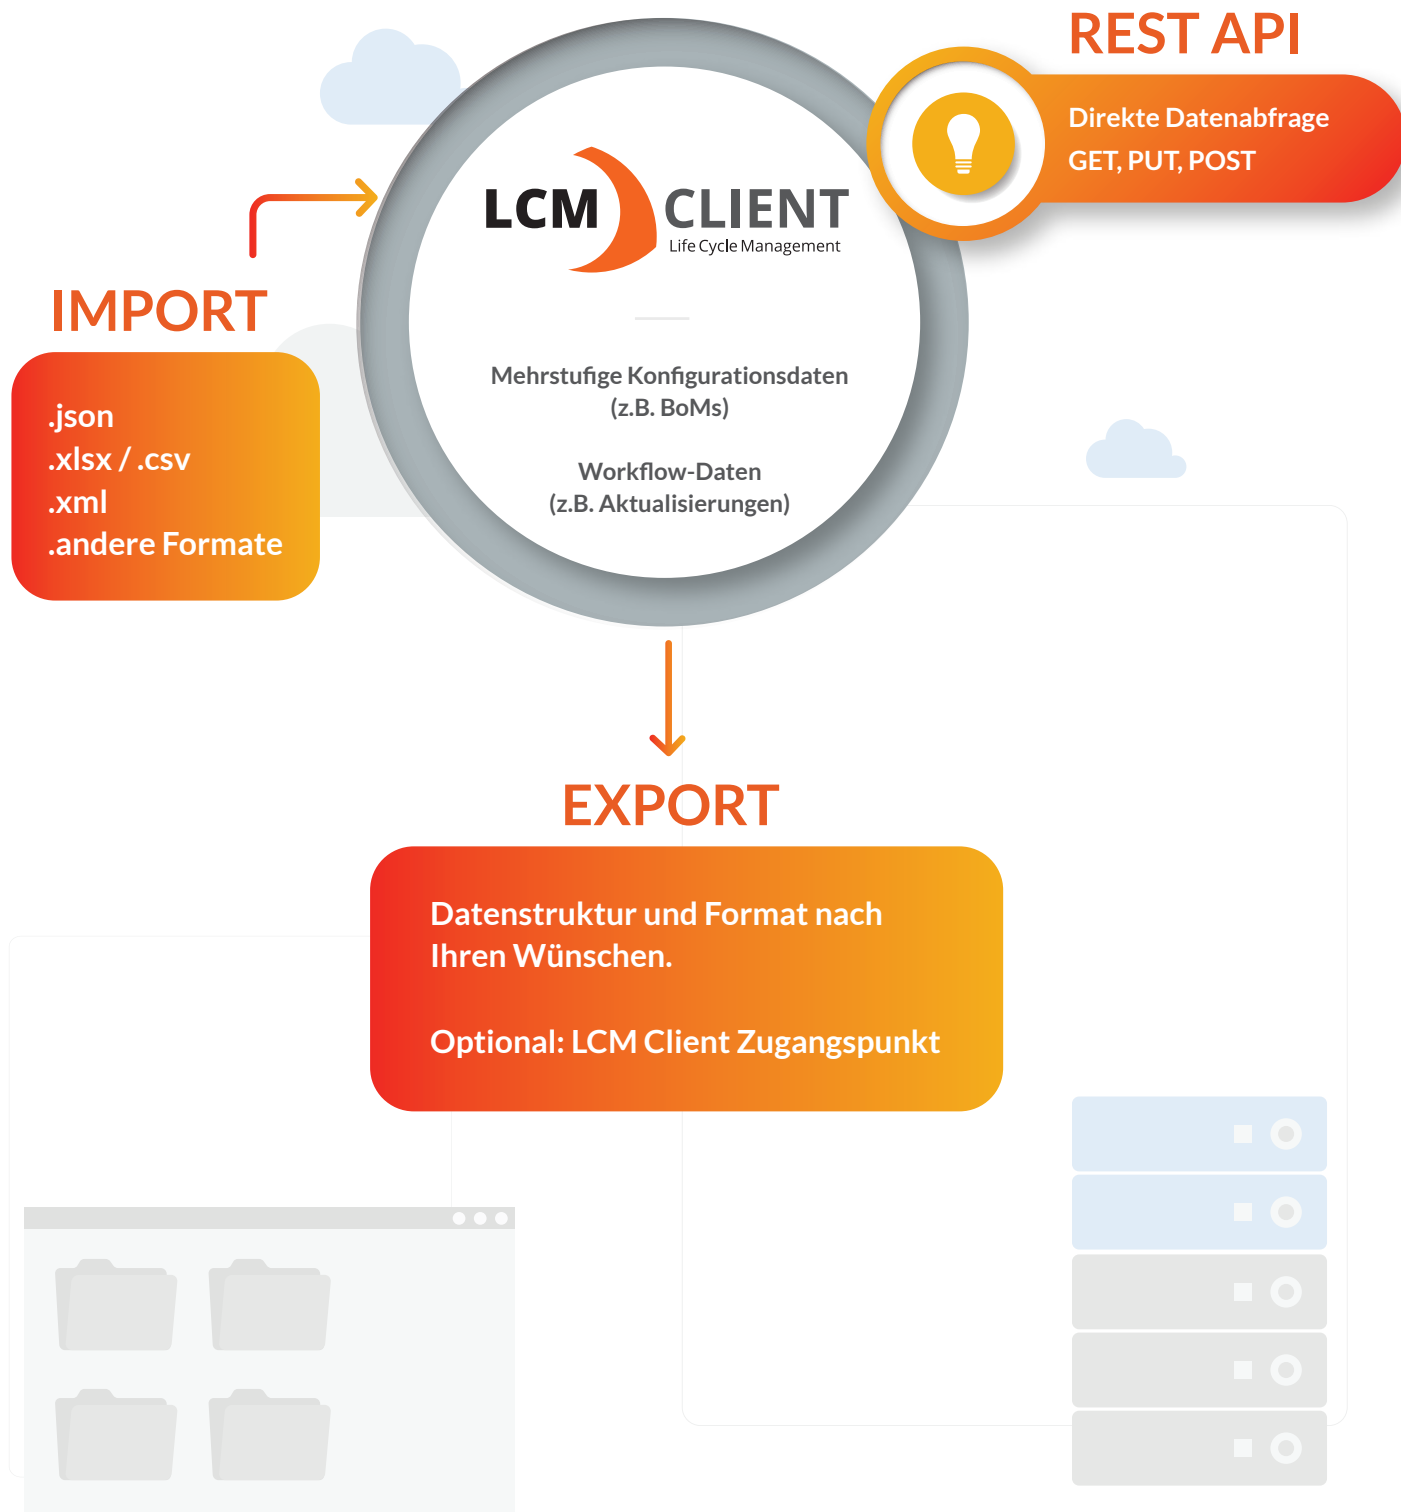 REST API
Direkte Datenabfrage
GET, PUT, POST
LCM CLIENT
Life Cycle Management
IMPORT
.json
.xlsx / .csv
.xml
.andere Formate
Mehrstufige Konfigurationsdaten
(z.B. BoMs)
Workflow-Daten
(z.B. Aktualisierungen)
EXPORT
Datenstruktur und Format nach
Ihren Wünschen.
Optional: LCM Client Zugangspunkt